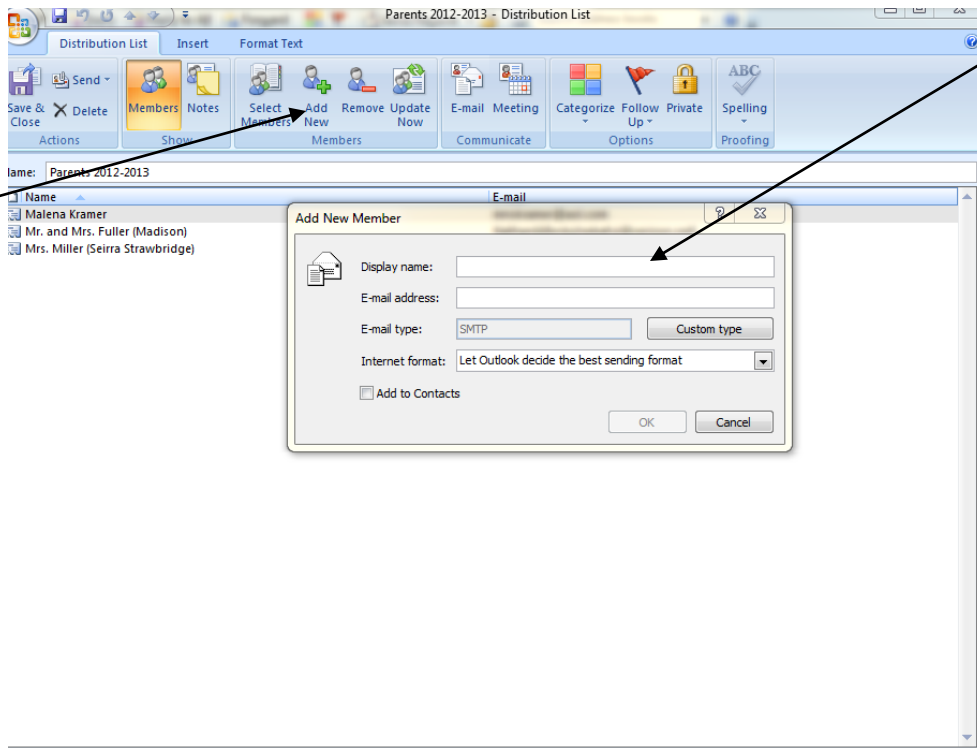 Parents 2012-2013 - Distribution List
Distribution List Insert Format Text
Save & Close
Send
Delete
Members
Notes
Select Members
Add New
Remove
Update Now
E-mail
Meeting
Categorize
Follow Up
Private
ABC
Spelling
Actions Show Members Communicate Options Proofing
Name: Parents 2012-2013
Name E-mail
Malena Kramer
Mr. and Mrs. Fuller (Madison)
Mrs. Miller (Seirra Strawbridge)
Add New Member
Display name:
E-mail address:
E-mail type: SMTP Custom type
Internet format: Let Outlook decide the best sending format
Add to Contacts
OK Cancel